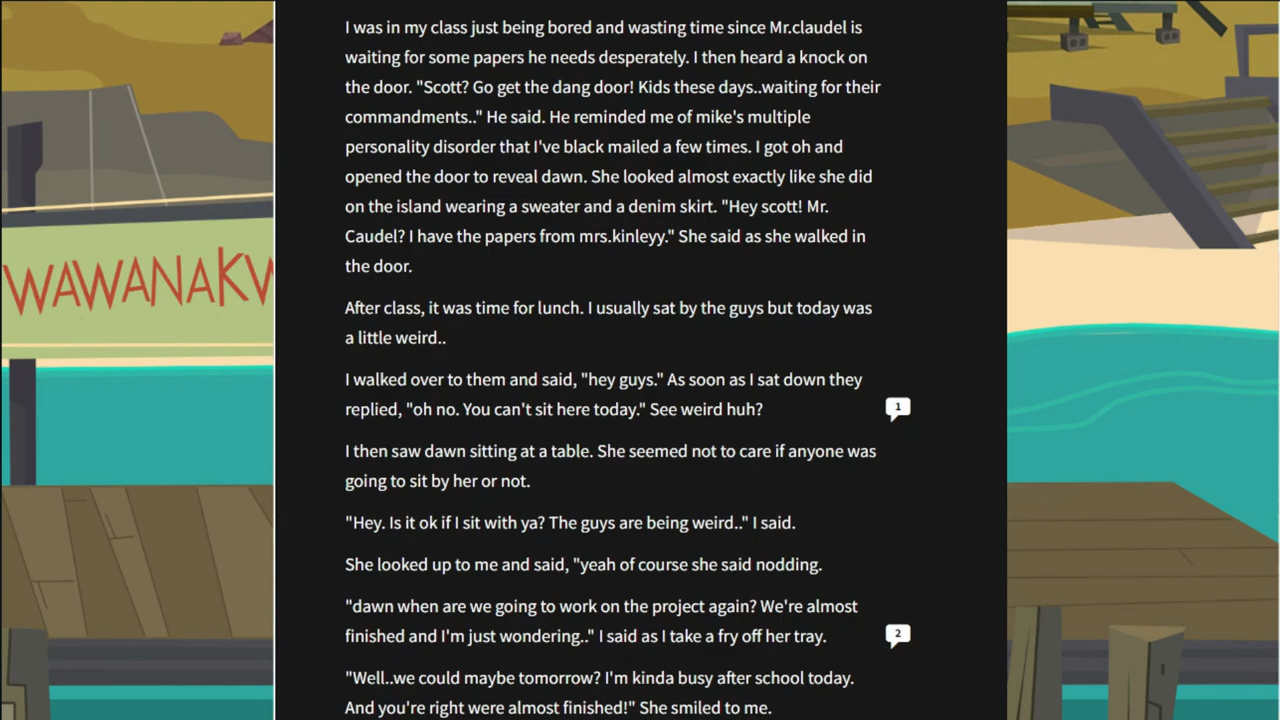 I was in my class just being bored and wasting time since Mr.claudel is
waiting for some papers he needs desperately. I then heard a knock on
the door. "Scott? Go get the dang door! Kids these days..waiting for their
commandments.." He said. He reminded me of mike's multiple
personality disorder that I've black mailed a few times. I got oh and
opened the door to reveal dawn. She looked almost exactly like she did
on the island wearing a sweater and a denim skirt. "Hey scott! Mr.
Caudel? I have the papers from mrs.kinleyy." She said as she walked in
the door.
WAWANAKW
After class, it was time for lunch. I usually sat by the guys but today was
a little weird..
I walked over to them and said, "hey guys." As soon as I sat down they
replied, "oh no. You can't sit here today." See weird huh?
1
I then saw dawn sitting at a table. She seemed not to care if anyone was
going to sit by her or not.
"Hey. Is it ok if I sit with ya? The guys are being weird.." I said.
She looked up to me and said, "yeah of course she said nodding.
"dawn when are we going to work on the project again? We're almost
finished and I'm just wondering.." I said as I take a fry off her tray.
2
"Well..we could maybe tomorrow? I'm kinda busy after school today.
And you're right were almost finished!" She smiled to me.